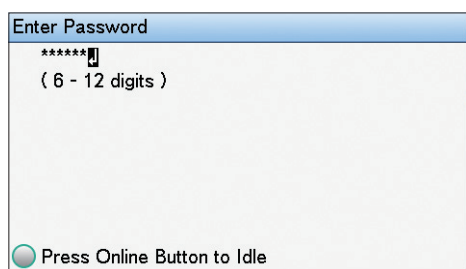 Enter Password
******↲
( 6 - 12 digits )
Press Online Button to Idle